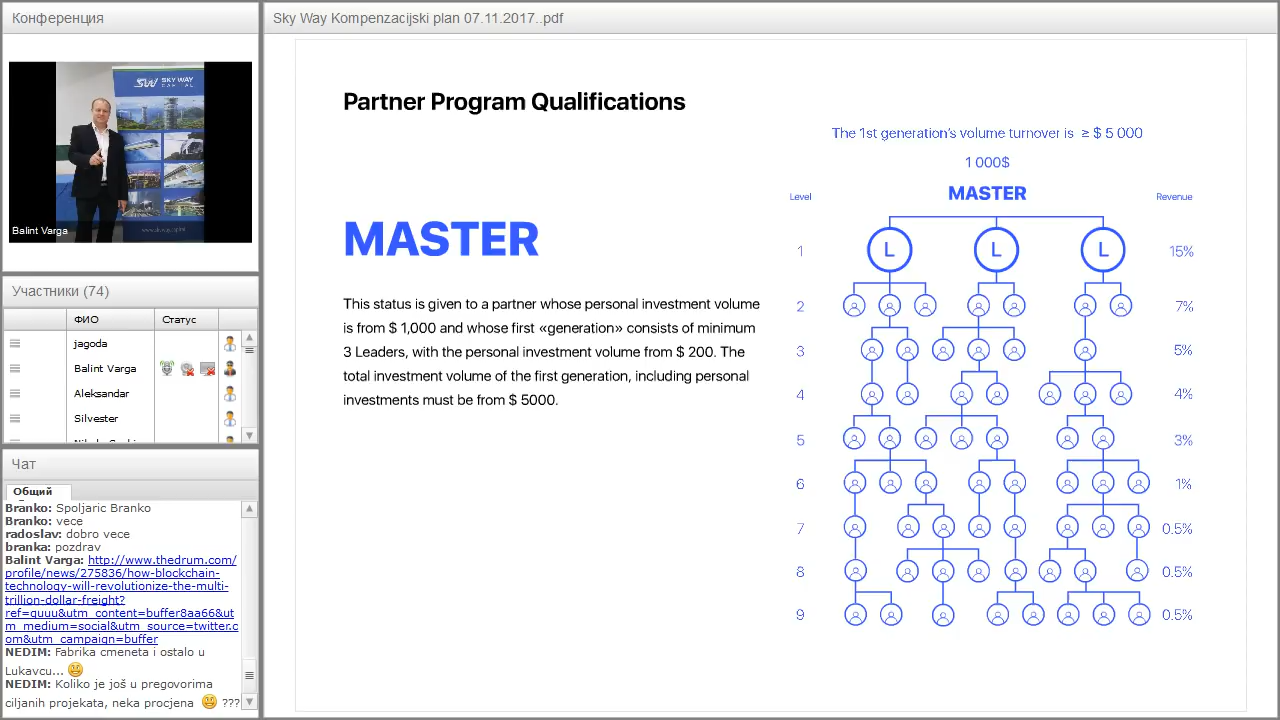 Конференция
SKY WAY
CAPITAL
Balint Varga
Участники (74)
ФИО
Статус
jagoda
Balint Varga
Aleksandar
Silvester
Чат
Общий
Branko: Spoljaric Branko
Branko: vece
radoslav: dobro vece
branka: pozdrav
Balint Varga: http://www.thedrum.com/
profile/news/275836/how-blockchain-
technology-will-revolutionize-the-multi-
trillion-dollar-freight?
ref=quuu&utm_content=buffer8aa66&ut
m_medium=social&utm_source=twitter.c
om&utm_campaign=buffer
NEDIM: Fabrika cmeneta i ostalo u
Lukavcu...
NEDIM: Koliko je još u pregovorima
ciljanih projekata, neka procjena ???
Sky Way Kompenzacijski plan 07.11.2017..pdf
Partner Program Qualifications
MASTER
This status is given to a partner whose personal investment volume
is from $ 1,000 and whose first «generation» consists of minimum
3 Leaders, with the personal investment volume from $ 200. The
total investment volume of the first generation, including personal
investments must be from $ 5000.
The 1st generation's volume turnover is ≥ $ 5 000
1 000$
Level MASTER Revenue
1 L L L 15%
2 7%
3 5%
4 4%
5 3%
6 1%
7 0.5%
8 0.5%
9 0.5%